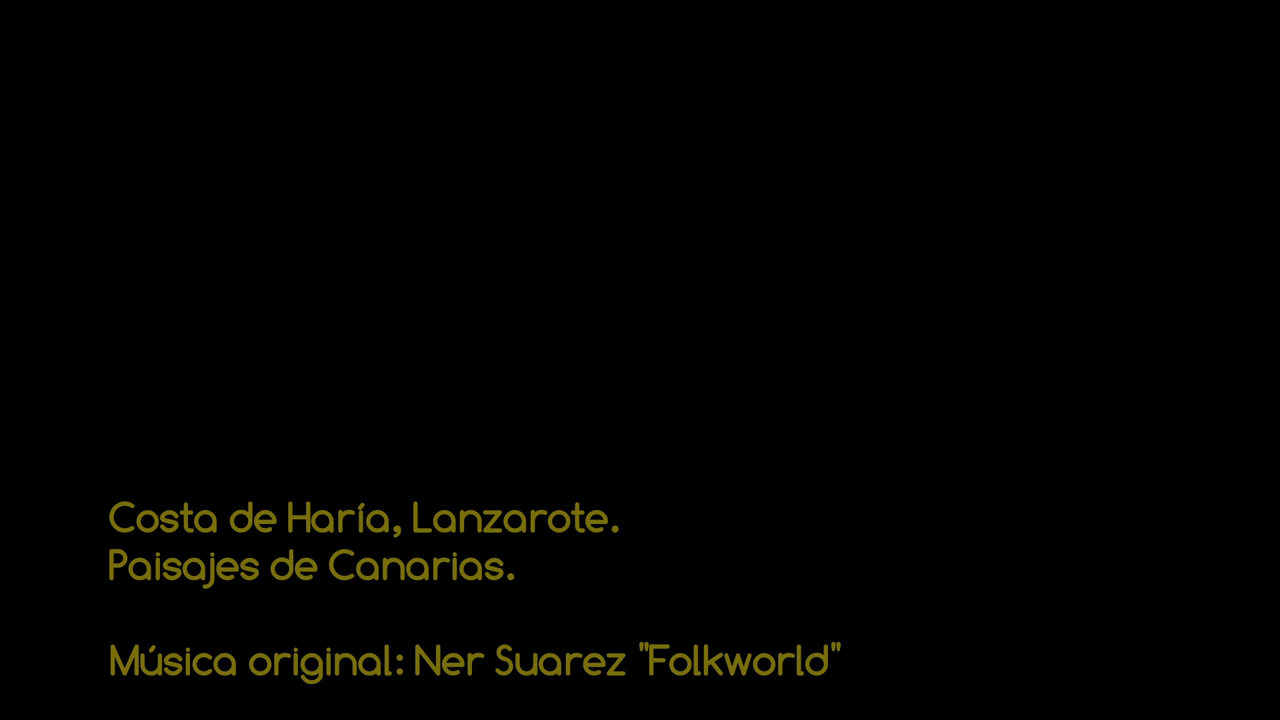 Costa de Haría, Lanzarote.
Paisajes de Canarias.
Música original: Ner Suarez "Folkworld"